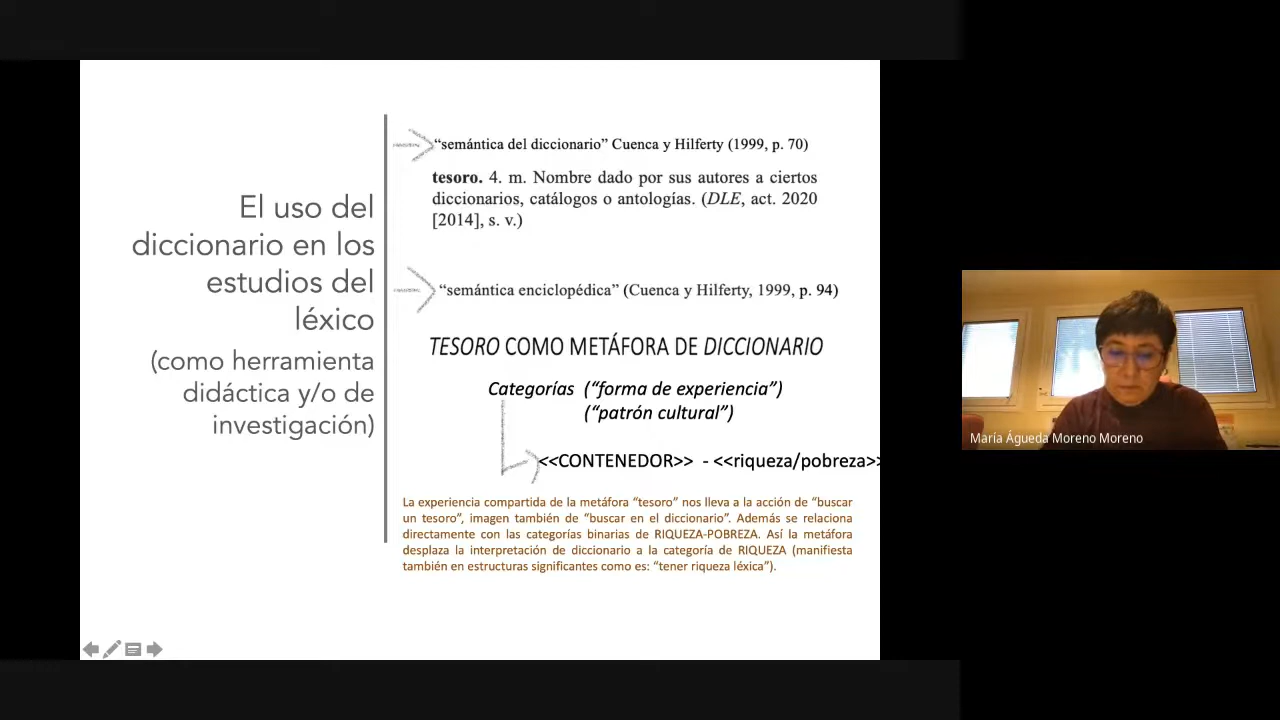 El uso del
diccionario en los
estudios del
léxico
(como herramienta
didáctica y/o de
investigación)
“semántica del diccionario” Cuenca y Hilferty (1999, p. 70)
tesoro. 4. m. Nombre dado por sus autores a ciertos
diccionarios, catálogos o antologías. (DLE, act. 2020
[2014], s. v.)
“semántica enciclopédica” (Cuenca y Hilferty, 1999, p. 94)
TESORO COMO METÁFORA DE DICCIONARIO
Categorías (“forma de experiencia”)
(“patrón cultural”)
<<CONTENEDOR>> - <<riqueza/pobreza>>
La experiencia compartida de la metáfora “tesoro” nos lleva a la acción de “buscar
un tesoro”, imagen también de “buscar en el diccionario”. Además se relaciona
directamente con las categorías binarias de RIQUEZA-POBREZA. Así la metáfora
desplaza la interpretación de diccionario a la categoría de RIQUEZA (manifiesta
también en estructuras significantes como es: “tener riqueza léxica”).
María Águeda Moreno Moreno